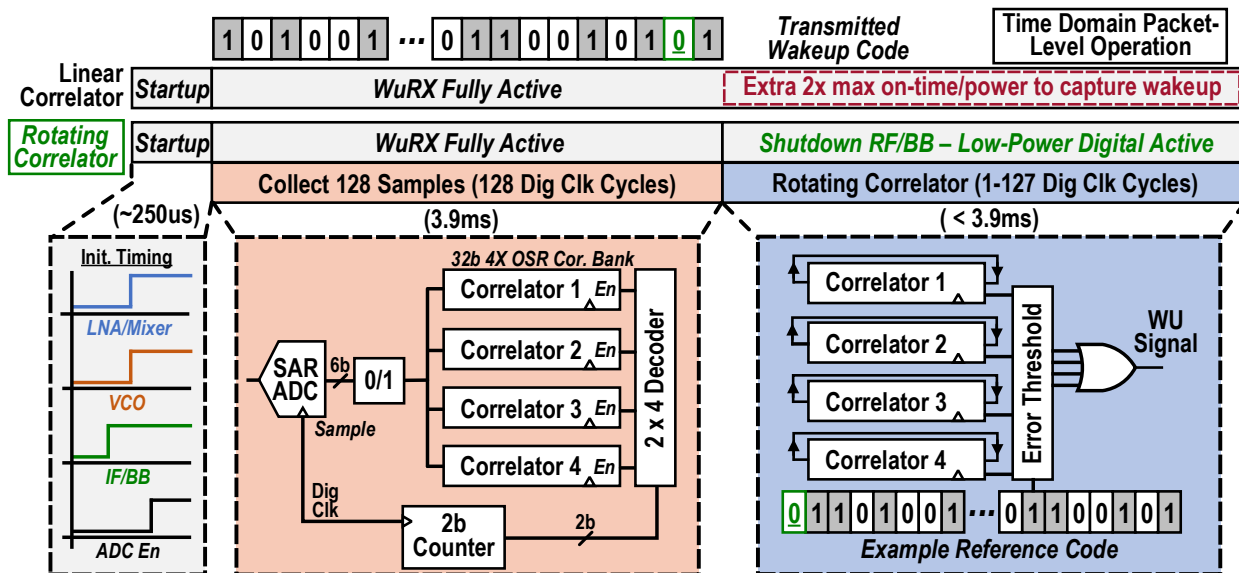 1 0 1 0 0 1 ... 0 1 1 0 0 1 0 1 0 1
Transmitted
Wakeup Code
Time Domain Packet-
Level Operation
Linear
Correlator
Startup
WuRX Fully Active
Extra 2x max on-time/power to capture wakeup
Rotating
Correlator
Startup
WuRX Fully Active
Shutdown RF/BB – Low-Power Digital Active
Collect 128 Samples (128 Dig Clk Cycles)
Rotating Correlator (1-127 Dig Clk Cycles)
(~250us)
(3.9ms)
( < 3.9ms)
Init. Timing
LNA/Mixer
VCO
IF/BB
ADC En
32b 4X OSR Cor. Bank
Correlator 1 En
Correlator 2 En
Correlator 3 En
Correlator 4 En
SAR
ADC
6b
0/1
Sample
2 x 4 Decoder
Dig
Clk
2b
Counter
2b
Correlator 1
Correlator 2
Correlator 3
Correlator 4
Error Threshold
WU
Signal
0 1 1 0 1 0 0 1 ... 0 1 1 0 0 1 0 1
Example Reference Code